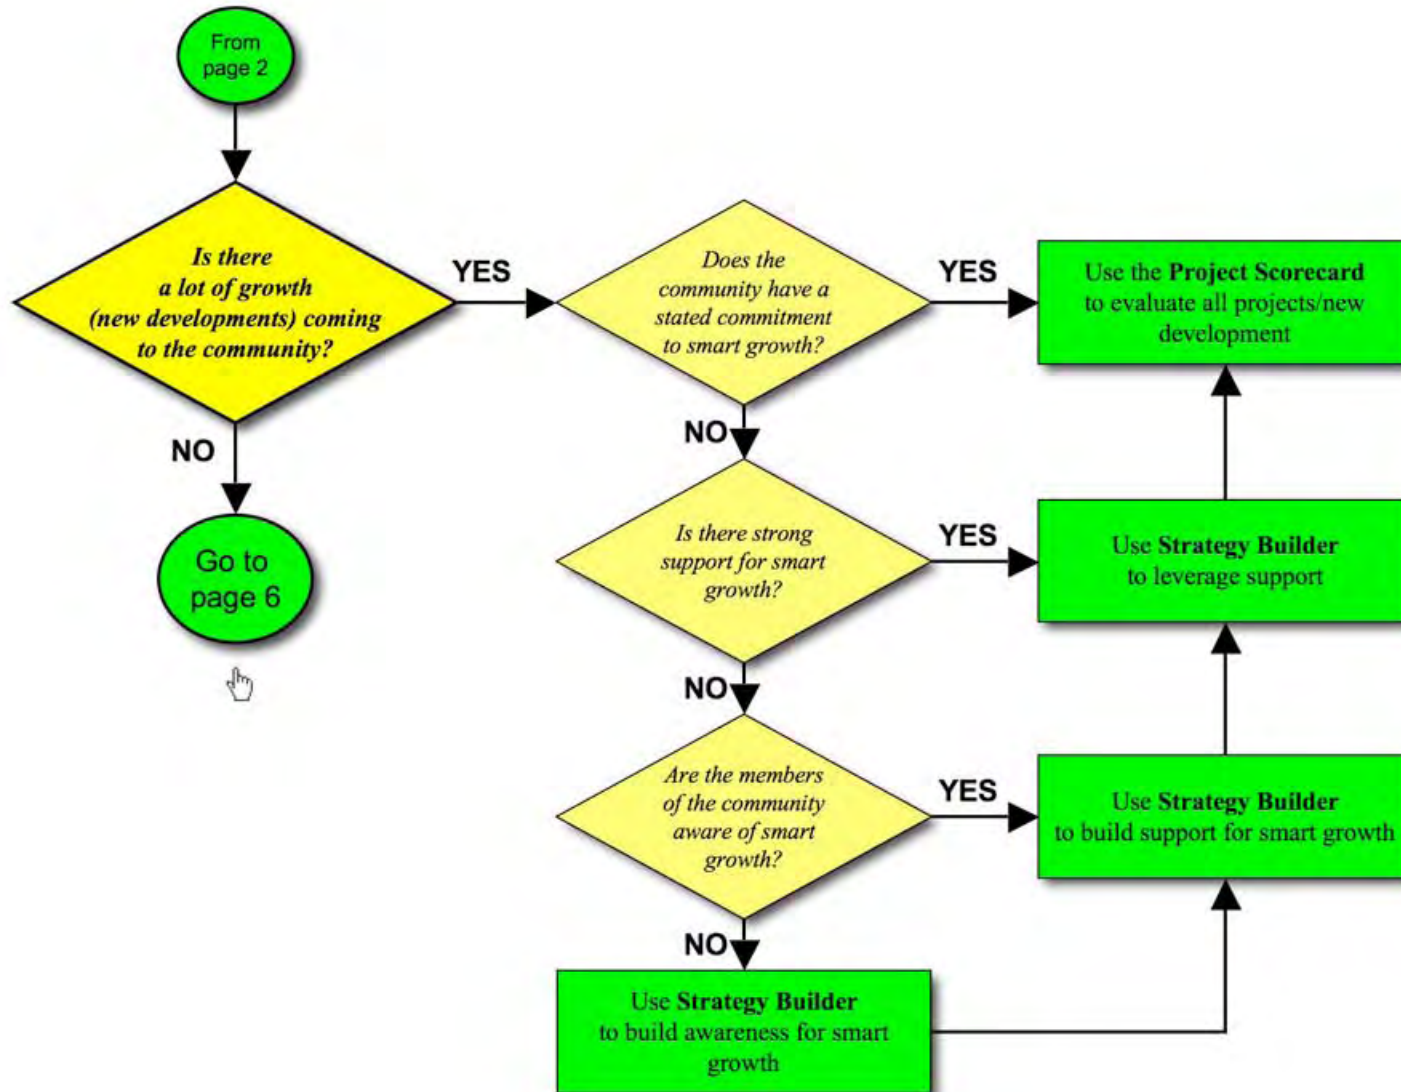 From
page 2
Is there
a lot of growth
(new developments) coming
to the community?
YES
Does the
community have a
stated commitment
to smart growth?
YES
Use the Project Scorecard
to evaluate all projects/new
development
NO
Go to
page 6
NO
Is there strong
support for smart
growth?
YES
Use Strategy Builder
to leverage support
NO
Are the members
of the community
aware of smart
growth?
YES
Use Strategy Builder
to build support for smart growth
NO
Use Strategy Builder
to build awareness for smart
growth